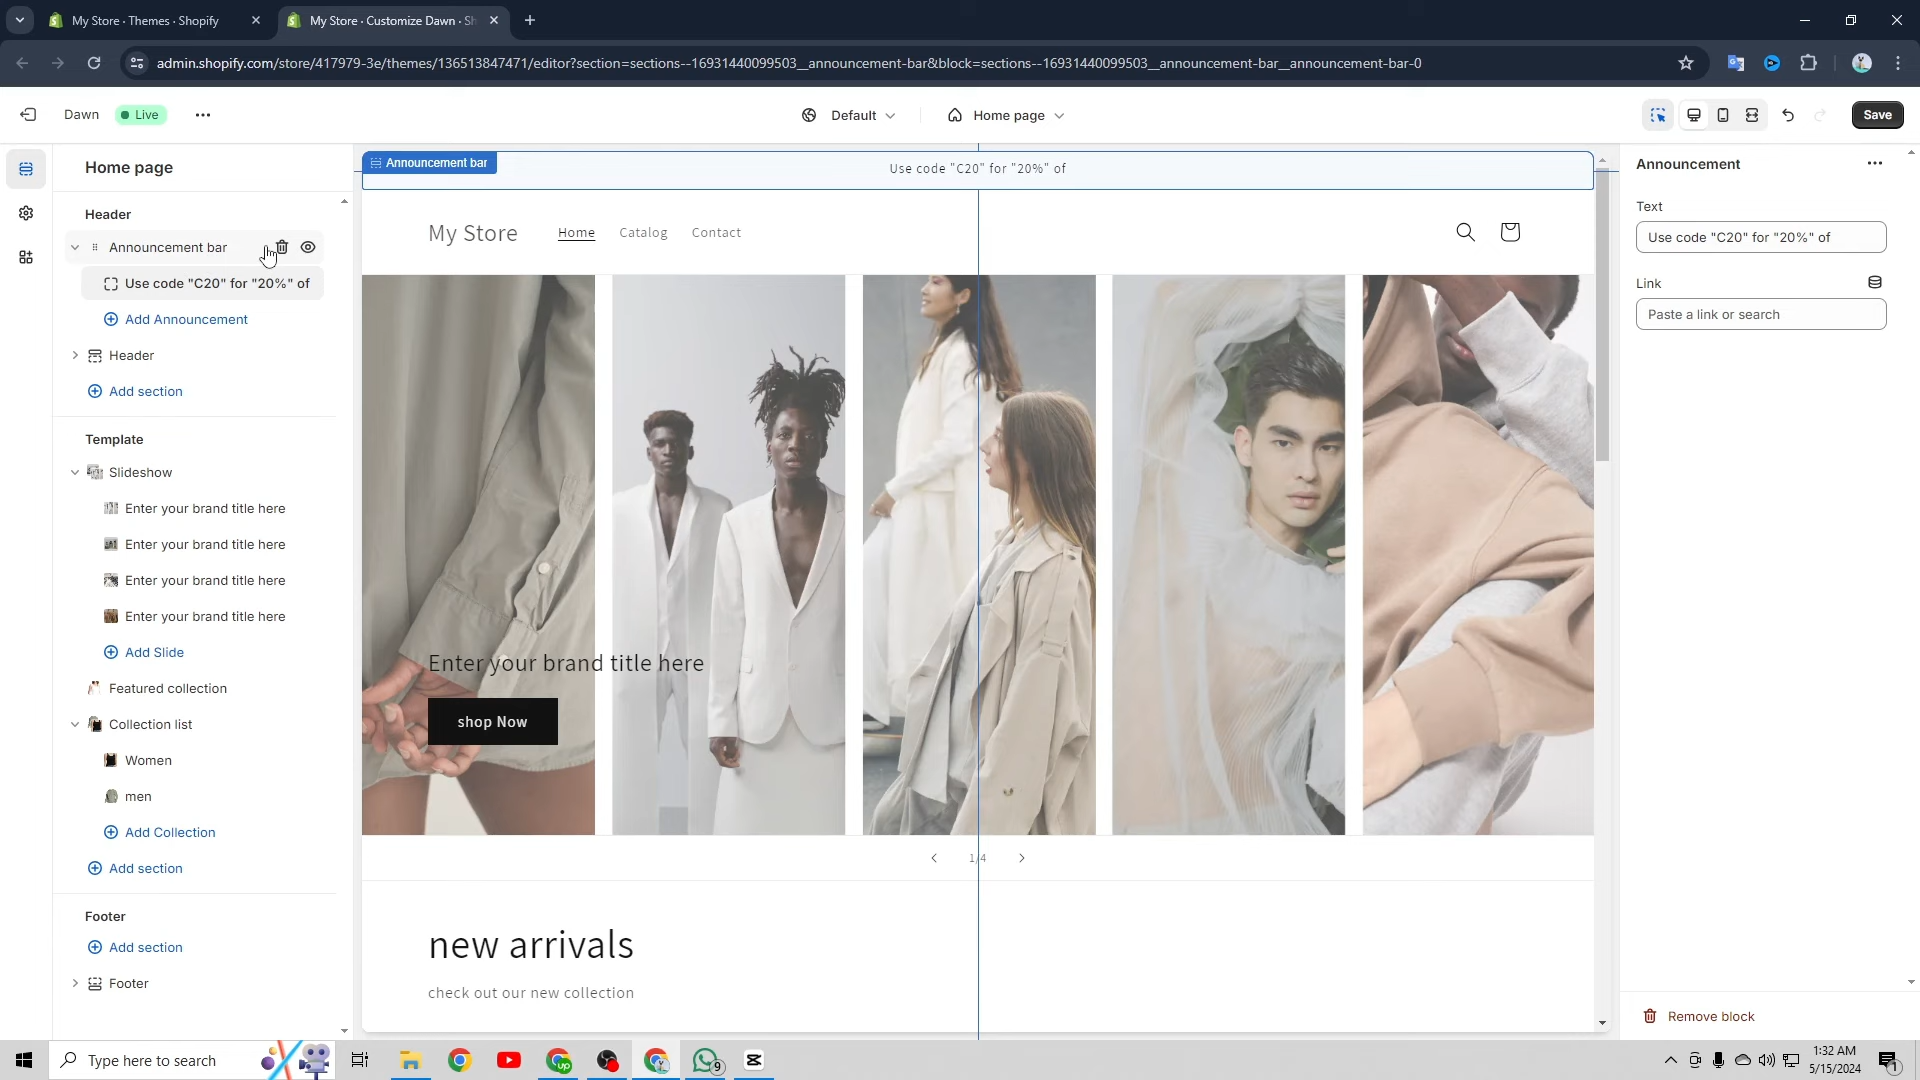 My Store · Themes · Shopify
My Store · Customize Dawn · Sh
admin.shopify.com/store/417979-3e/themes/136513847471/editor?section=sections--16931440099503__announcement-bar&block=sections--16931440099503__announcement-bar__announcement-bar-0
Dawn
Live
Default
Home page
Save
Home page
Header
Announcement bar
Use code "C20" for "20%" of
Add Announcement
Header
Add section
Template
Slideshow
Enter your brand title here
Enter your brand title here
Enter your brand title here
Enter your brand title here
Add Slide
Featured collection
Collection list
Women
men
Add Collection
Add section
Footer
Add section
Footer
Announcement bar
Use code "C20" for "20%" of
My Store
Home
Catalog
Contact
Enter your brand title here
shop Now
1/4
new arrivals
check out our new collection
Announcement
Text
Use code "C20" for "20%" of
Link
Paste a link or search
Remove block
Type here to search
up
9
1:32 AM
5/15/2024
1